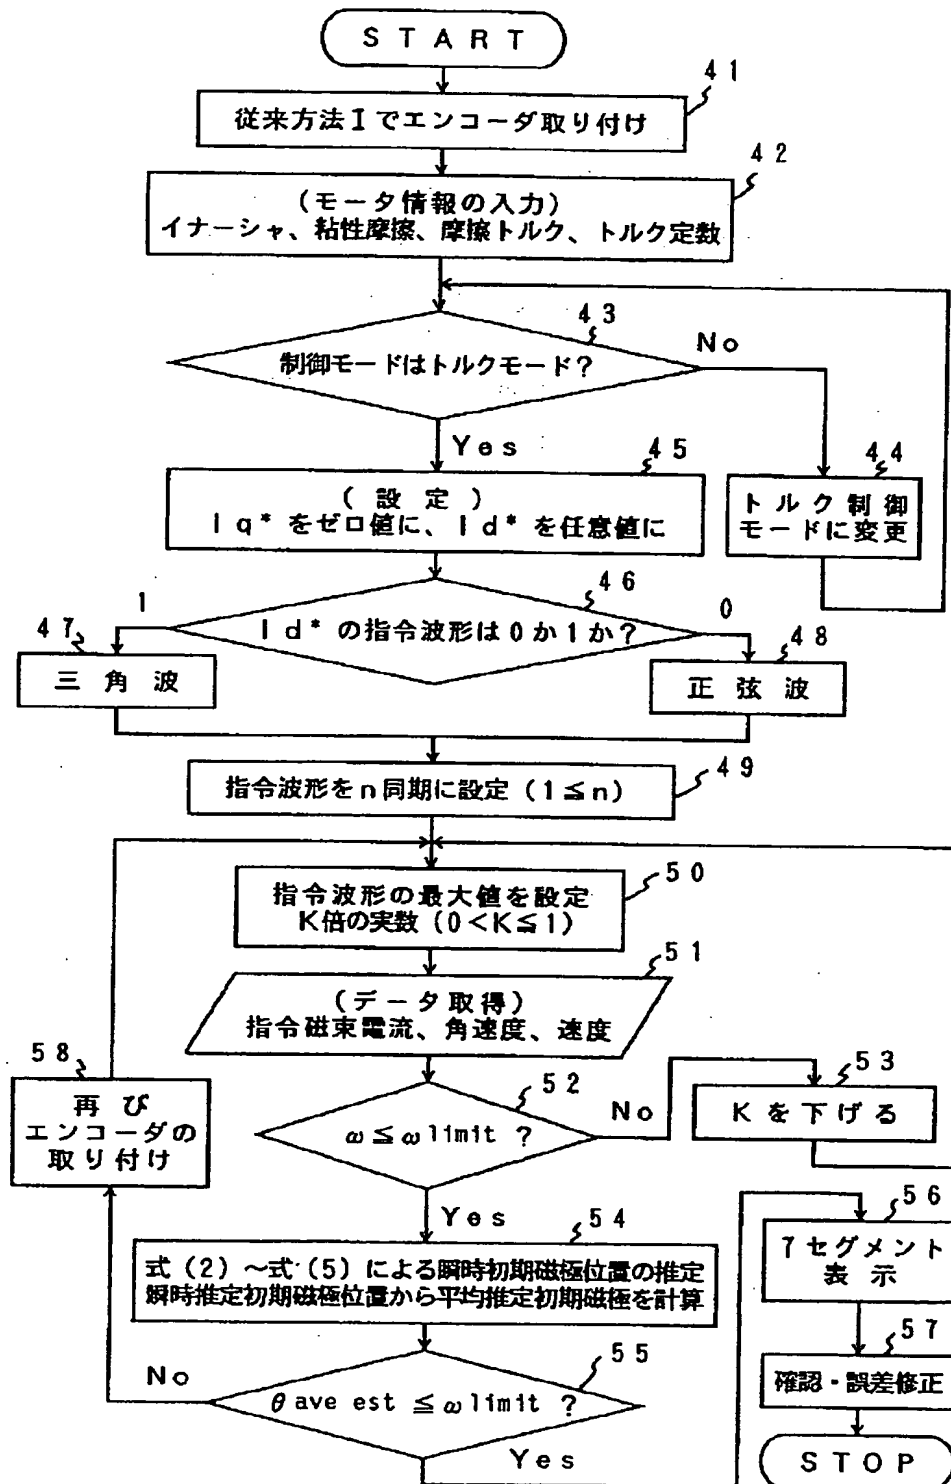 START
41
従来方法Iでエンコーダ取り付け
42
(モータ情報の入力)
イナーシャ、粘性摩擦、摩擦トルク、トルク定数
43
制御モードはトルクモード?
No
Yes
44
トルク制御
モードに変更
45
(設定)
Iq* をゼロ値に、Id* を任意値に
46
Id* の指令波形は0か1か?
1
0
47
三角波
48
正弦波
49
指令波形をn同期に設定 (1≦n)
50
指令波形の最大値を設定
K倍の実数 (0<K≦1)
51
(データ取得)
指令磁束電流、角速度、速度
52
ω≦ωlimit ?
No
Yes
53
Kを下げる
58
再び
エンコーダの
取り付け
54
式(2)~式(5)による瞬時初期磁極位置の推定
瞬時推定初期磁極位置から平均推定初期磁極を計算
55
θave est ≦ωlimit ?
No
Yes
56
7セグメント
表示
57
確認・誤差修正
STOP